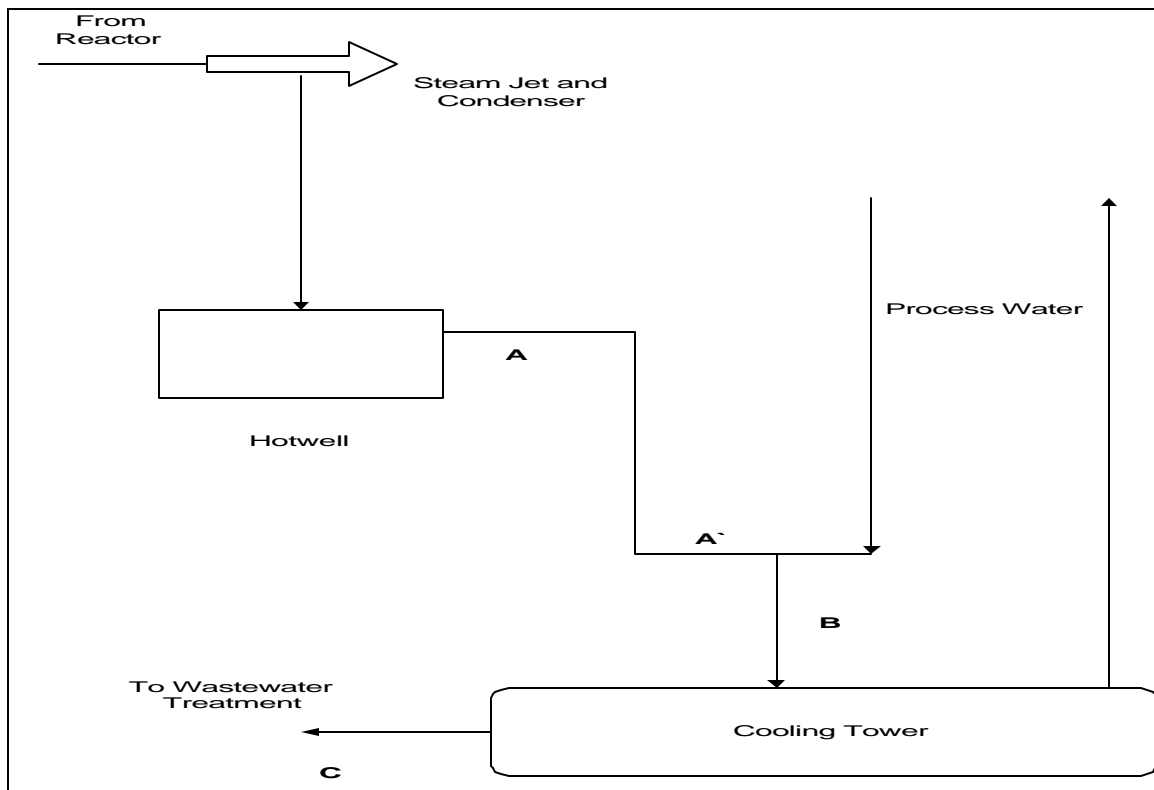 From
Reactor
Steam Jet and
Condenser
Process Water
A
Hotwell
A`
B
To Wastewater
Treatment
Cooling Tower
C